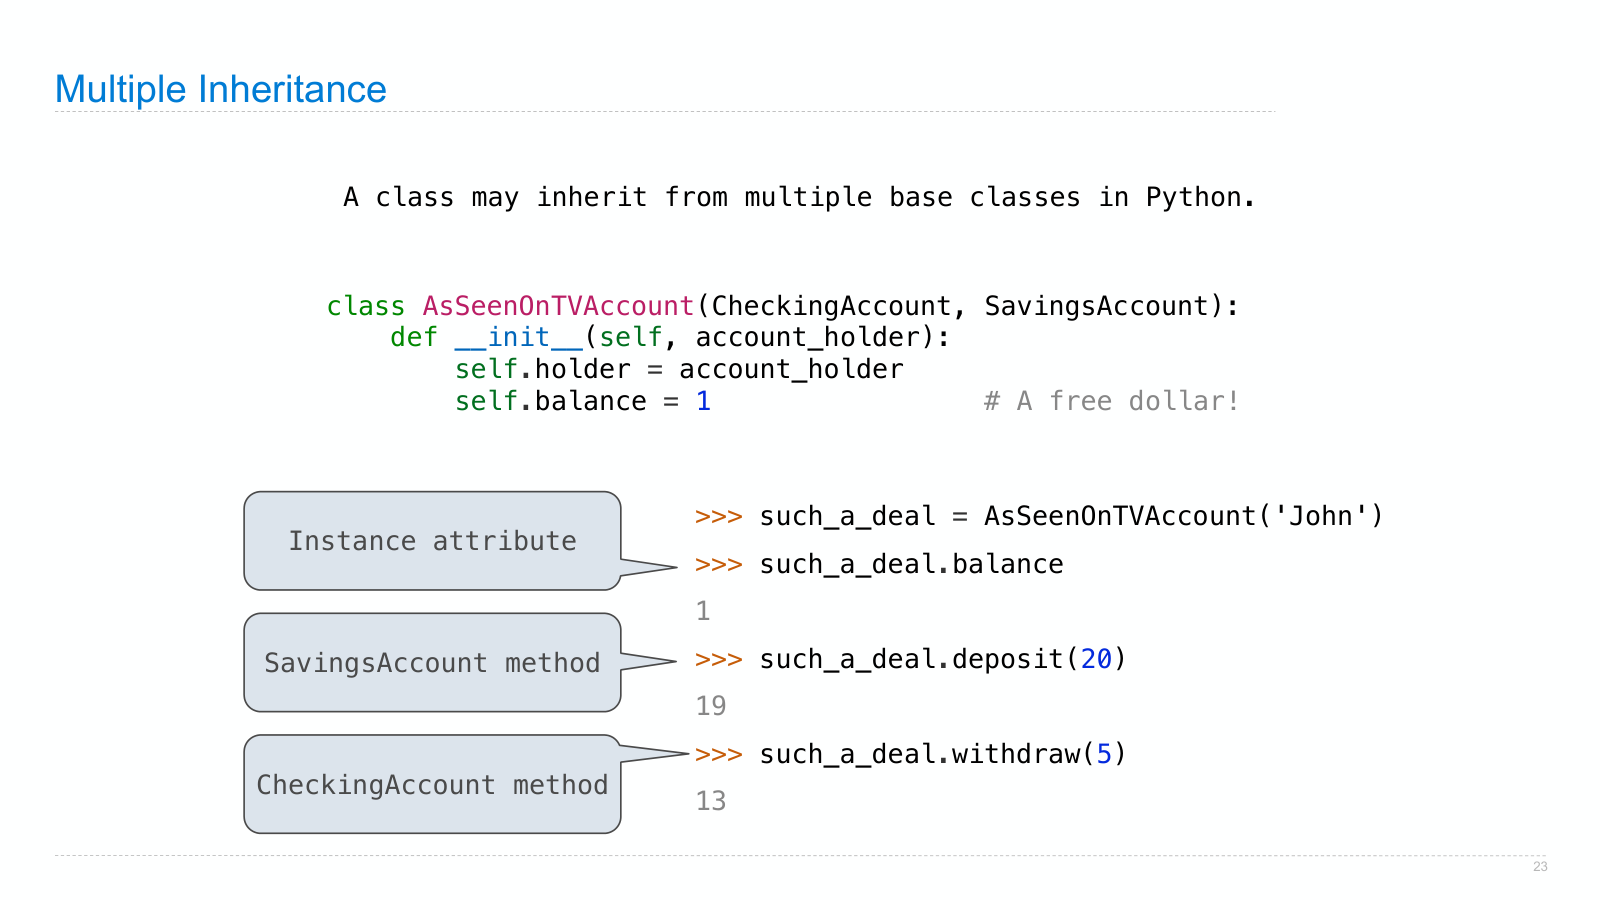 Multiple Inheritance
A class may inherit from multiple base classes in Python.
class AsSeenOnTVAccount(CheckingAccount, SavingsAccount):
    def __init__(self, account_holder):
        self.holder = account_holder
        self.balance = 1                 # A free dollar!
Instance attribute
SavingsAccount method
CheckingAccount method
>>> such_a_deal = AsSeenOnTVAccount('John')
>>> such_a_deal.balance
1
>>> such_a_deal.deposit(20)
19
>>> such_a_deal.withdraw(5)
13
23